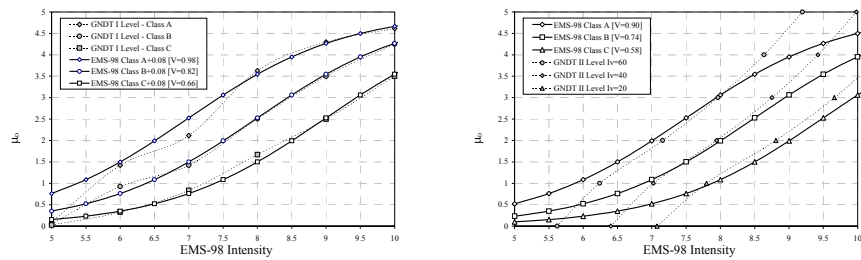 GNDT I Level - Class A
GNDT I Level - Class B
GNDT I Level - Class C
EMS-98 Class A+0.08 [V=0.98]
EMS-98 Class B+0.08 [V=0.82]
EMS-98 Class C+0.08 [V=0.66]
5
4.5
4
3.5
3
2.5
2
1.5
1
0.5
0
μD
5 5.5 6 6.5 7 7.5 8 8.5 9 9.5 10
EMS-98 Intensity
EMS-98 Class A [V=0.90]
EMS-98 Class B [V=0.74]
EMS-98 Class C [V=0.58]
GNDT II Level Iv=60
GNDT II Level Iv=40
GNDT II Level Iv=20
5
4.5
4
3.5
3
2.5
2
1.5
1
0.5
0
μD
5 5.5 6 6.5 7 7.5 8 8.5 9 9.5 10
EMS-98 Intensity